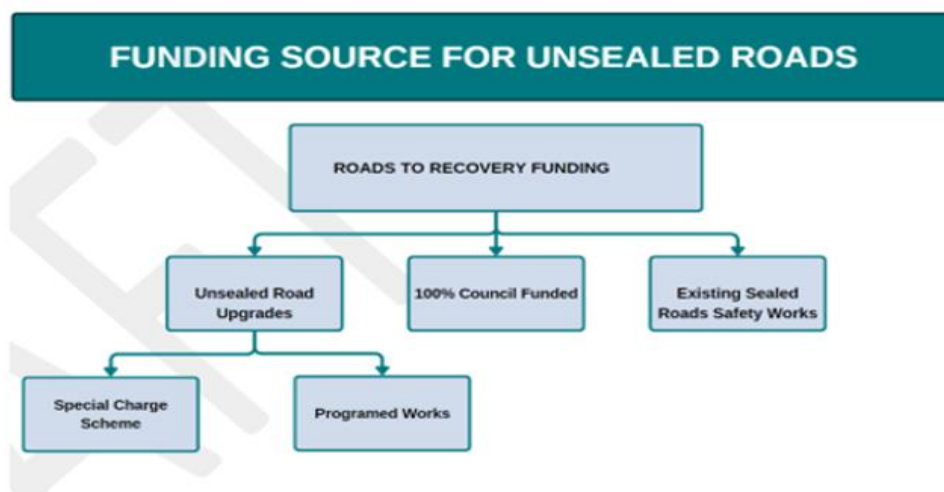 FUNDING SOURCE FOR UNSEALED ROADS
ROADS TO RECOVERY FUNDING
Unsealed Road
Upgrades
100% Council Funded
Existing Sealed
Roads Safety Works
Special Charge
Scheme
Programed Works